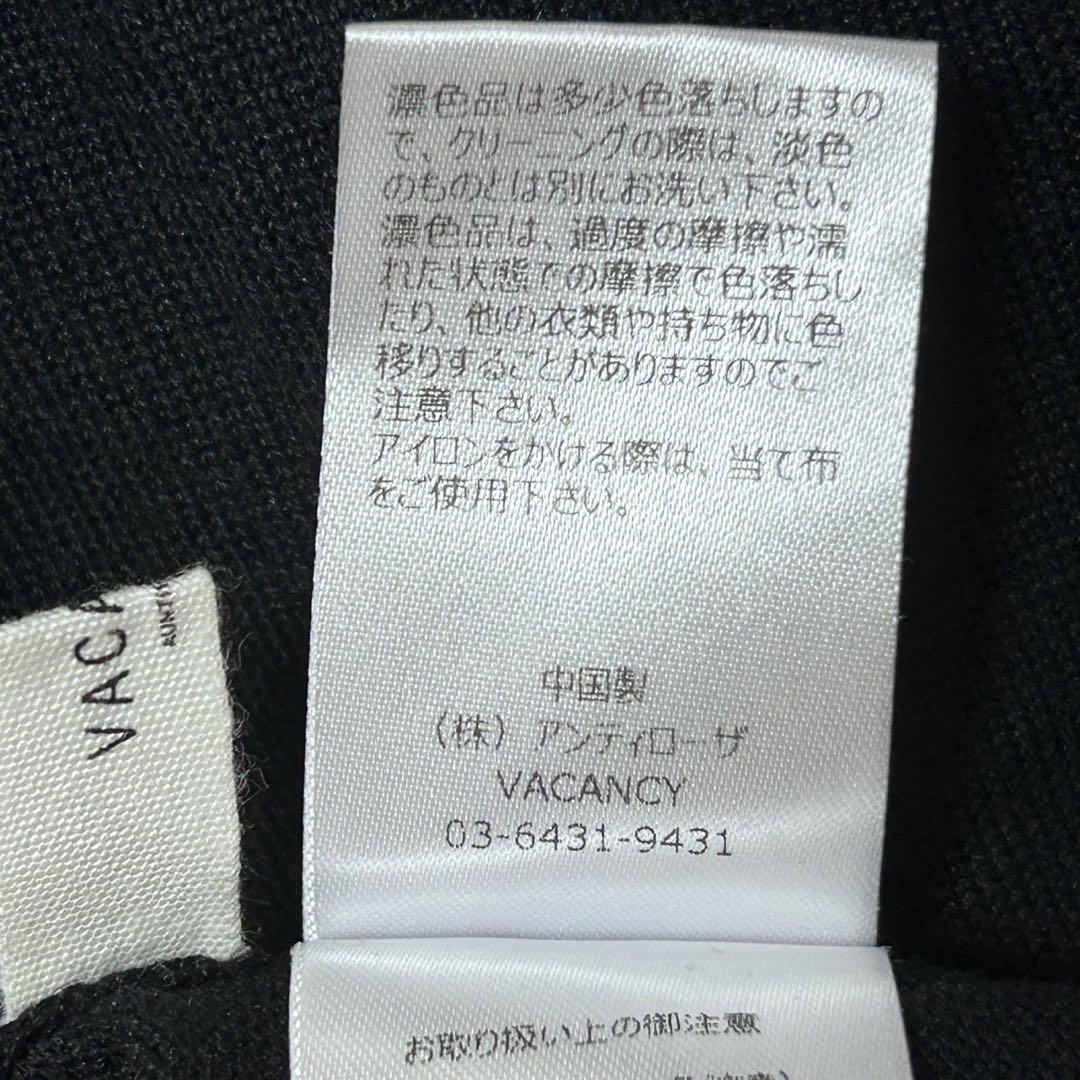 濃色品は多少色落ちしますの
で、クリーニングの際は、淡色
のものとは別にお洗い下さい。
濃色品は、過度の摩擦や濡
れた状態での摩擦で色落ちし
たり、他の衣類や持ち物に色
移りすることがありますのでご
注意下さい。
アイロンをかける際は、当て布
をご使用下さい。
中国製
(株) アンティローザ
VACANCY
03-6431-9431
お取り扱い上の御注意
VAC
AUNT